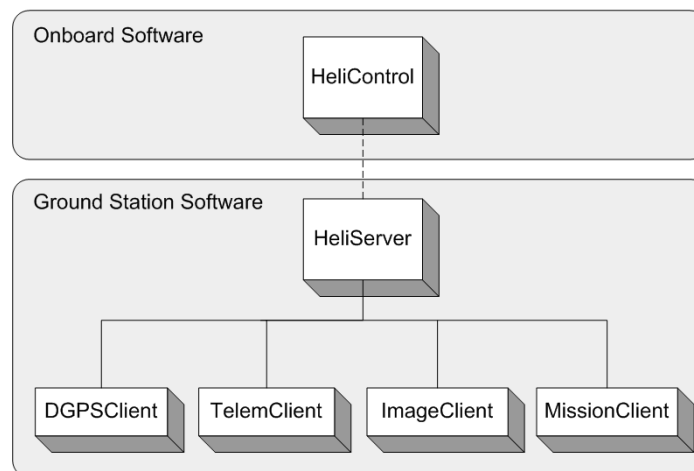 Onboard Software
HeliControl
Ground Station Software
HeliServer
DGPSClient
TelemClient
ImageClient
MissionClient